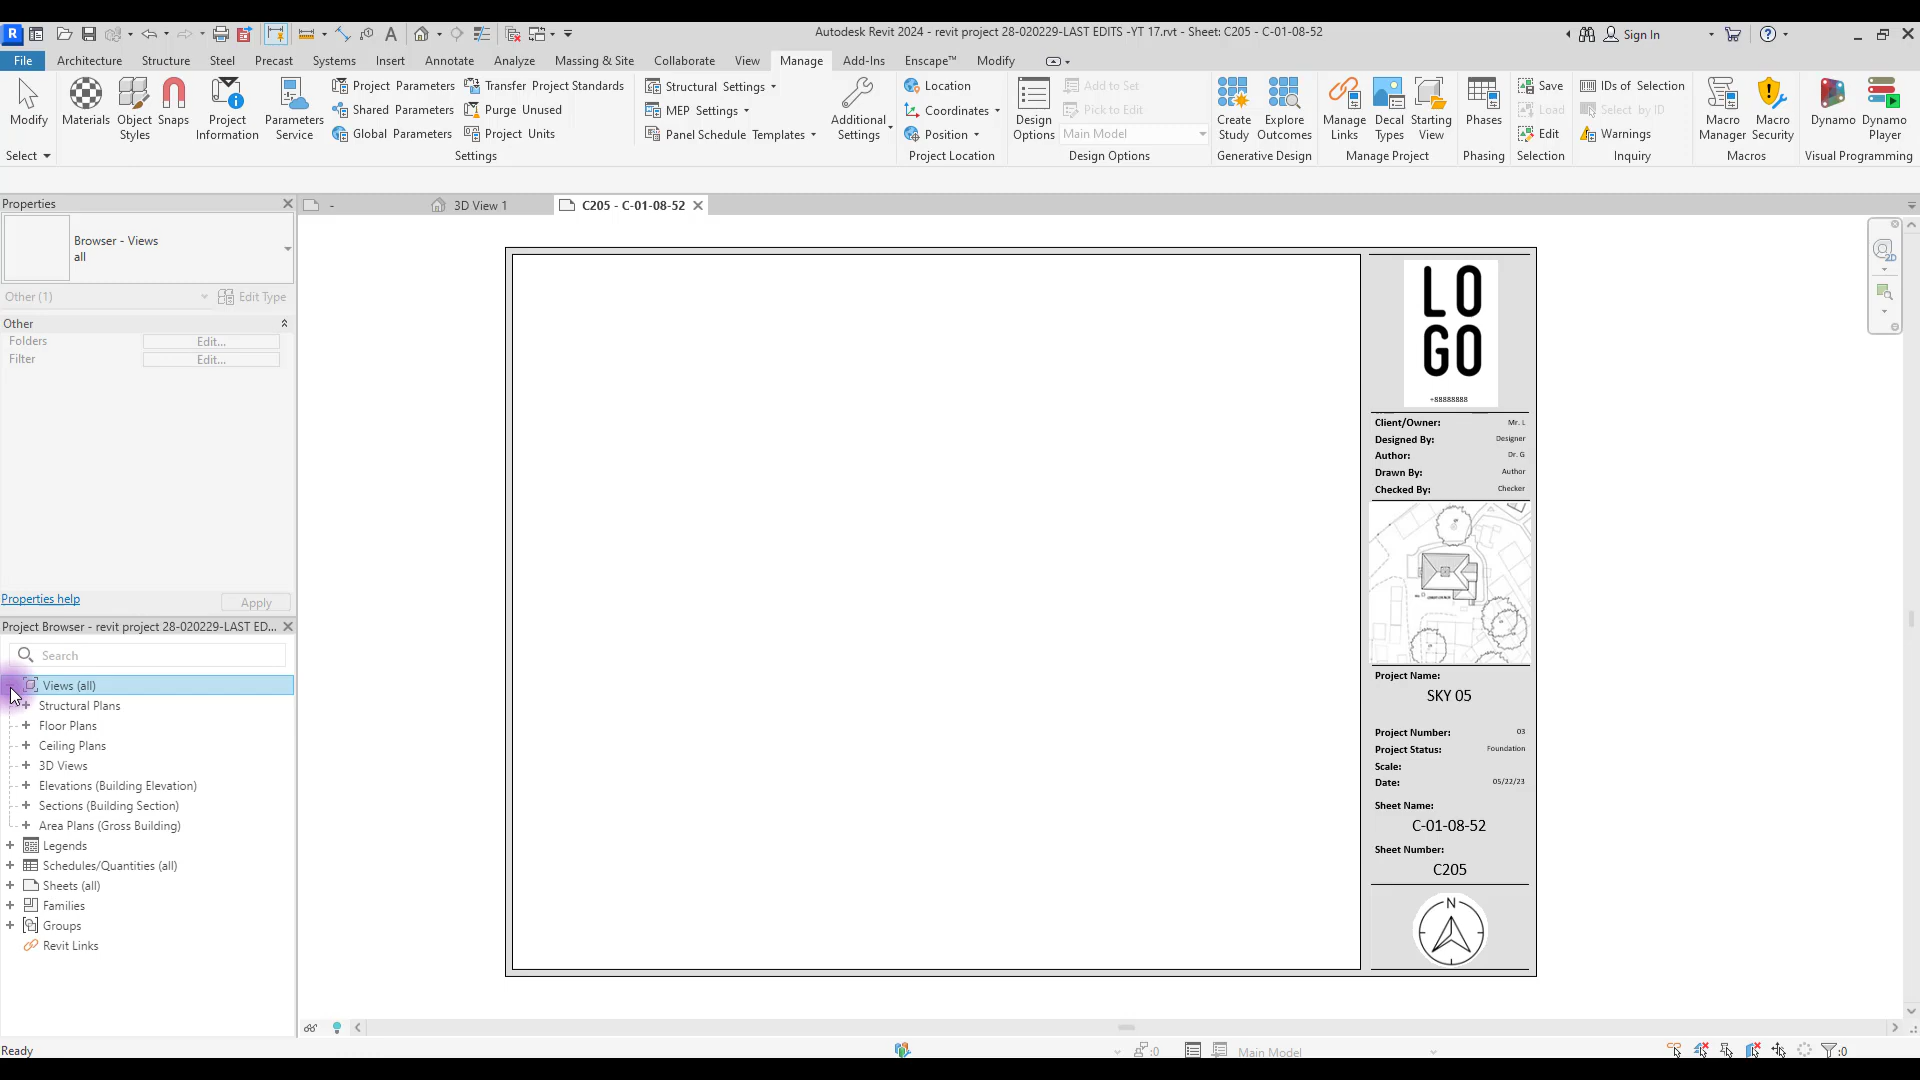 Autodesk Revit 2024 - revit project 28-020229-LAST EDITS -YT 17.rvt - Sheet: C205 - C-01-08-52
Sign In
File Architecture Structure Steel Precast Systems Insert Annotate Analyze Massing & Site Collaborate View Manage Add-Ins Enscape™ Modify
Modify
Materials
Object Styles
Snaps
Project Information
Parameters Service
Project Parameters
Shared Parameters
Global Parameters
Transfer Project Standards
Purge Unused
Project Units
Structural Settings
MEP Settings
Panel Schedule Templates
Additional Settings
Location
Coordinates
Position
Design Options
Add to Set
Pick to Edit
Main Model
Create Study
Explore Outcomes
Manage Links
Decal Types
Starting View
Phases
Save
Load
Edit
IDs of Selection
Select by ID
Warnings
Macro Manager
Macro Security
Dynamo
Dynamo Player
Select Settings Project Location Design Options Generative Design Manage Project Phasing Selection Inquiry Macros Visual Programming
Properties
Browser - Views
all
Other (1) Edit Type
Other
Folders Edit...
Filter Edit...
Properties help Apply
Project Browser - revit project 28-020229-LAST ED...
Search
Views (all)
Structural Plans
Floor Plans
Ceiling Plans
3D Views
Elevations (Building Elevation)
Sections (Building Section)
Area Plans (Gross Building)
Legends
Schedules/Quantities (all)
Sheets (all)
Families
Groups
Revit Links
- 3D View 1 C205 - C-01-08-52
2D
LO
GO
+88888888
Client/Owner: Mr. L
Designed By: Designer
Author: Dr. G
Drawn By: Author
Checked By: Checker
Project Name:
SKY 05
Project Number: 03
Project Status: Foundation
Scale:
Date: 05/22/23
Sheet Name:
C-01-08-52
Sheet Number:
C205
N
Ready :0 Main Model :0